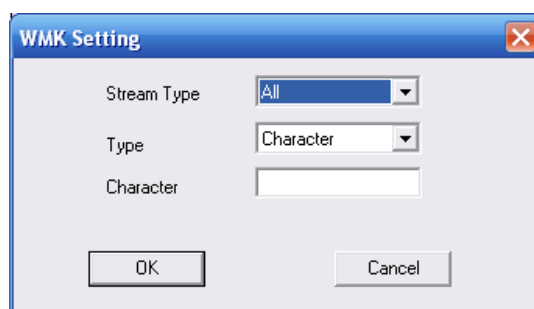 WMK Setting
Stream Type All
Type Character
Character
OK Cancel